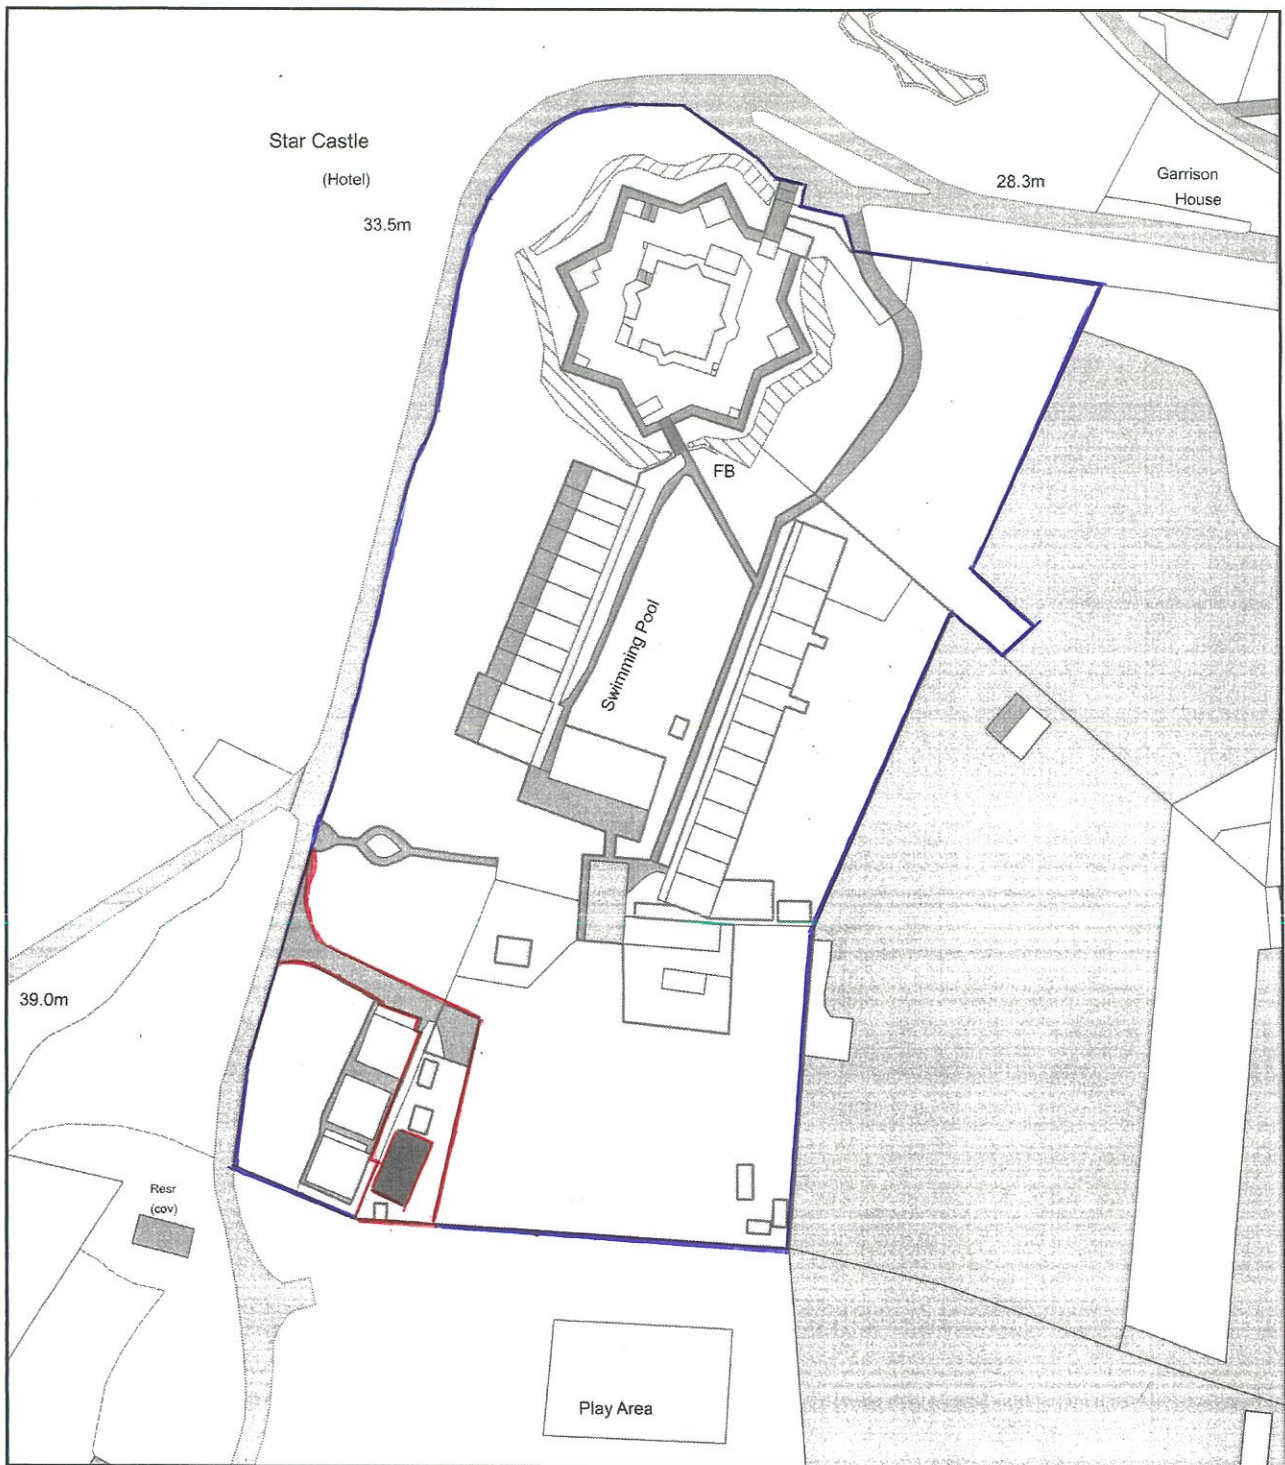 Star Castle
(Hotel)
33.5m
28.3m
Garrison
House
FB
Swimming Pool
39.0m
Resr
(cov)
Play Area